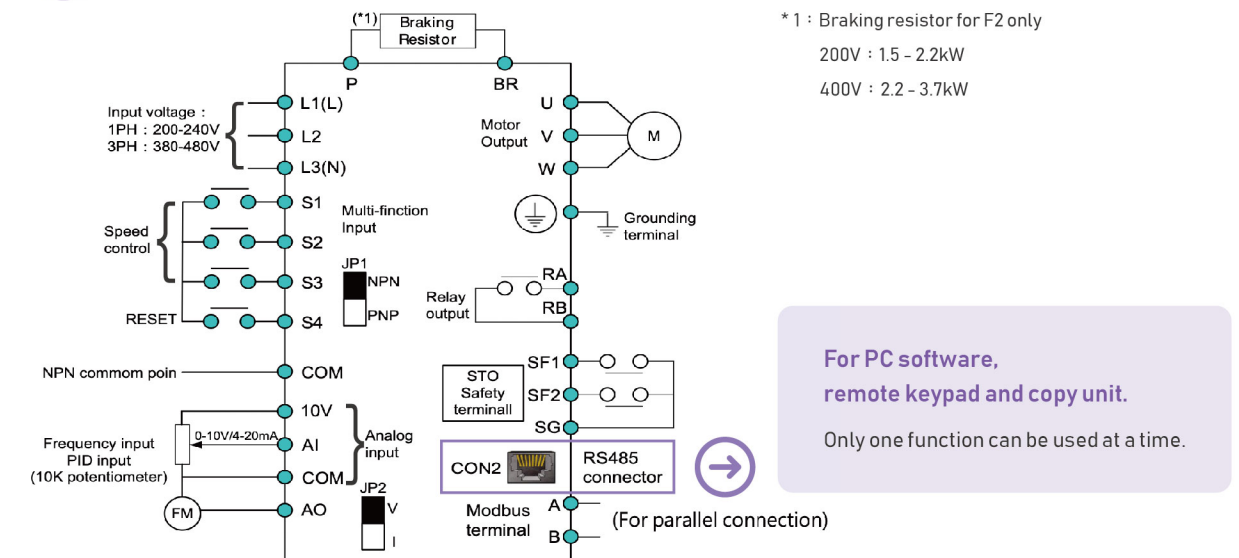 (*1)
Braking
Resistor
P
BR
Input voltage :
1PH : 200-240V
3PH : 380-480V
L1(L)
L2
L3(N)
Motor
Output
U
V
W
M
Speed
control
RESET
S1
S2
S3
S4
Multi-finction
Input
JP1
NPN
PNP
Grounding
terminal
Relay
output
RA
RB
NPN commom poin
COM
STO
Safety
terminall
SF1
SF2
SG
Frequency input
PID input
(10K potentiometer)
0-10V/4-20mA
10V
AI
COM
AO
Analog
input
FM
JP2
V
I
CON2
RS485
connector
Modbus
terminal
A
B
(For parallel connection)
* 1 : Braking resistor for F2 only
200V : 1.5 - 2.2kW
400V : 2.2 - 3.7kW
For PC software,
remote keypad and copy unit.
Only one function can be used at a time.